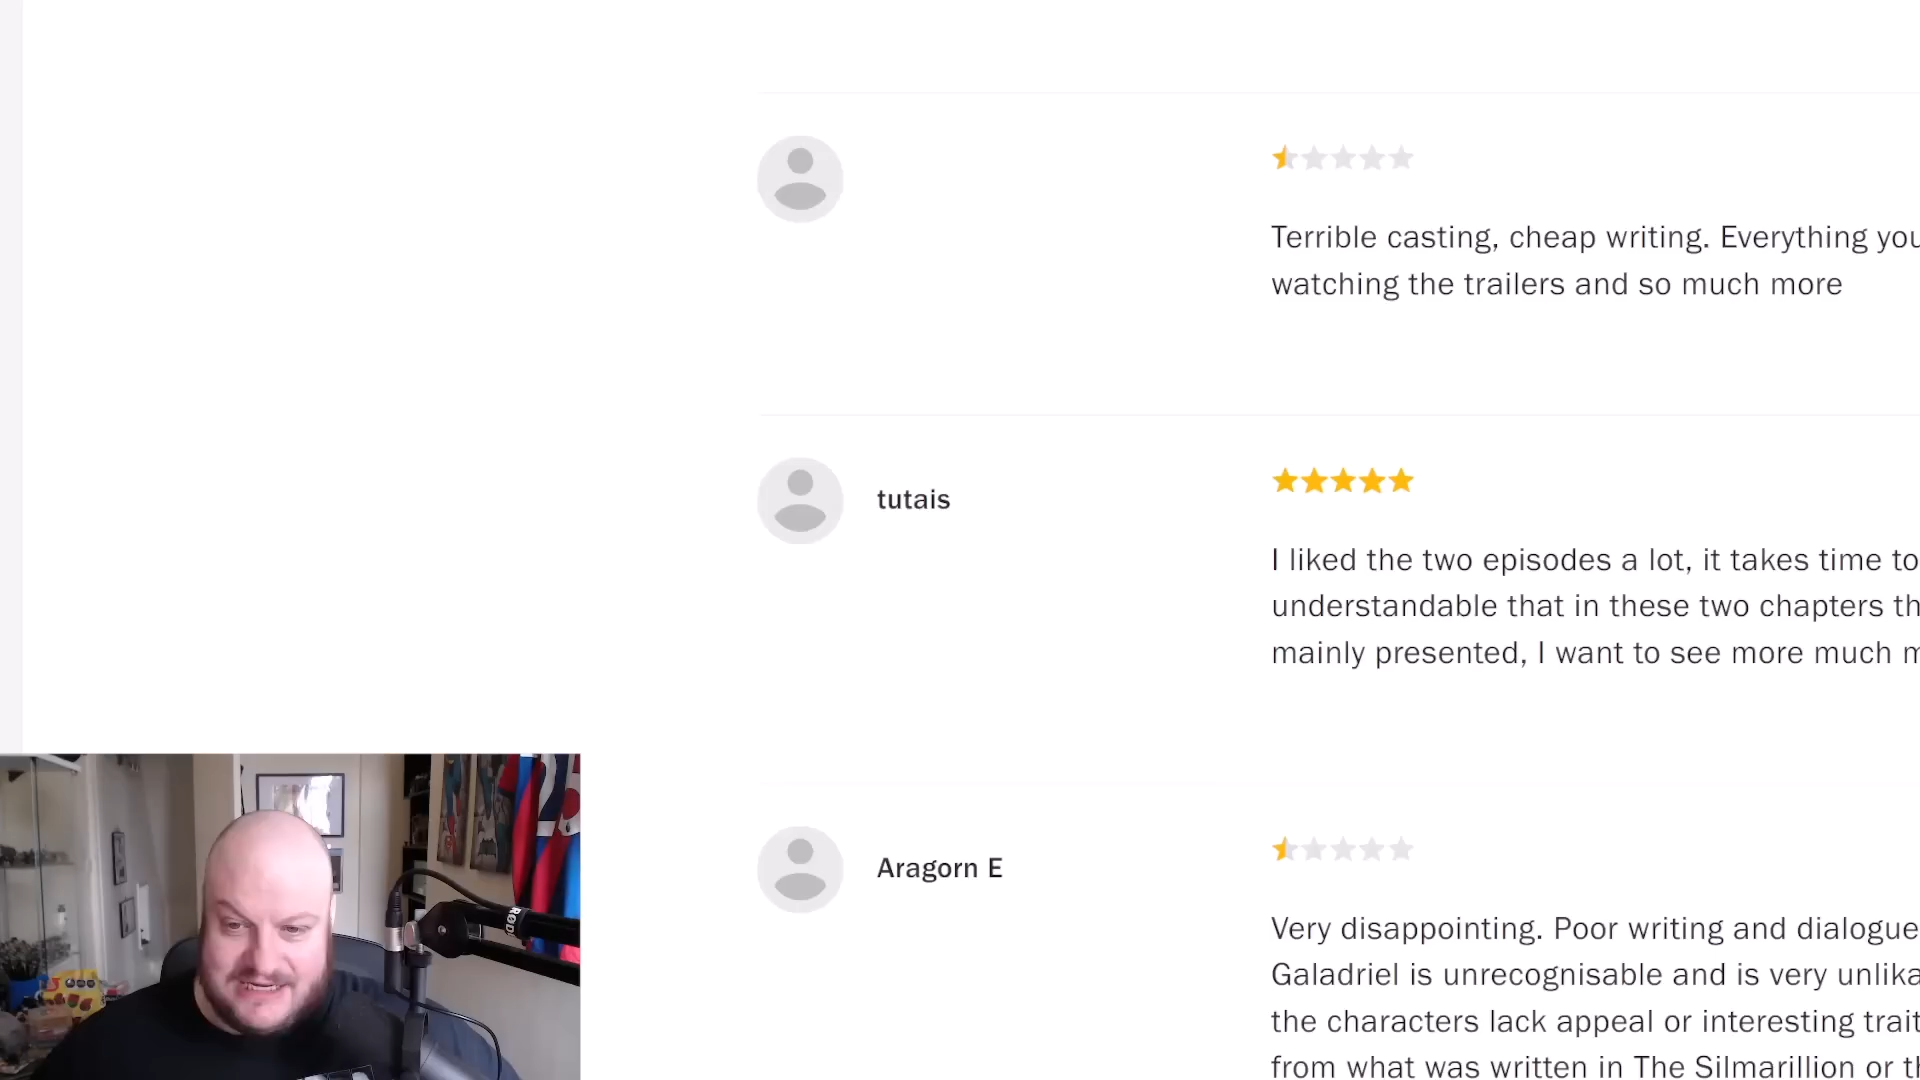 Terrible casting, cheap writing. Everything you
watching the trailers and so much more
tutais
I liked the two episodes a lot, it takes time to
understandable that in these two chapters th
mainly presented, I want to see more much m
Aragorn E
Very disappointing. Poor writing and dialogue
Galadriel is unrecognisable and is very unlika
the characters lack appeal or interesting trait
from what was written in The Silmarillion or th
RØDE